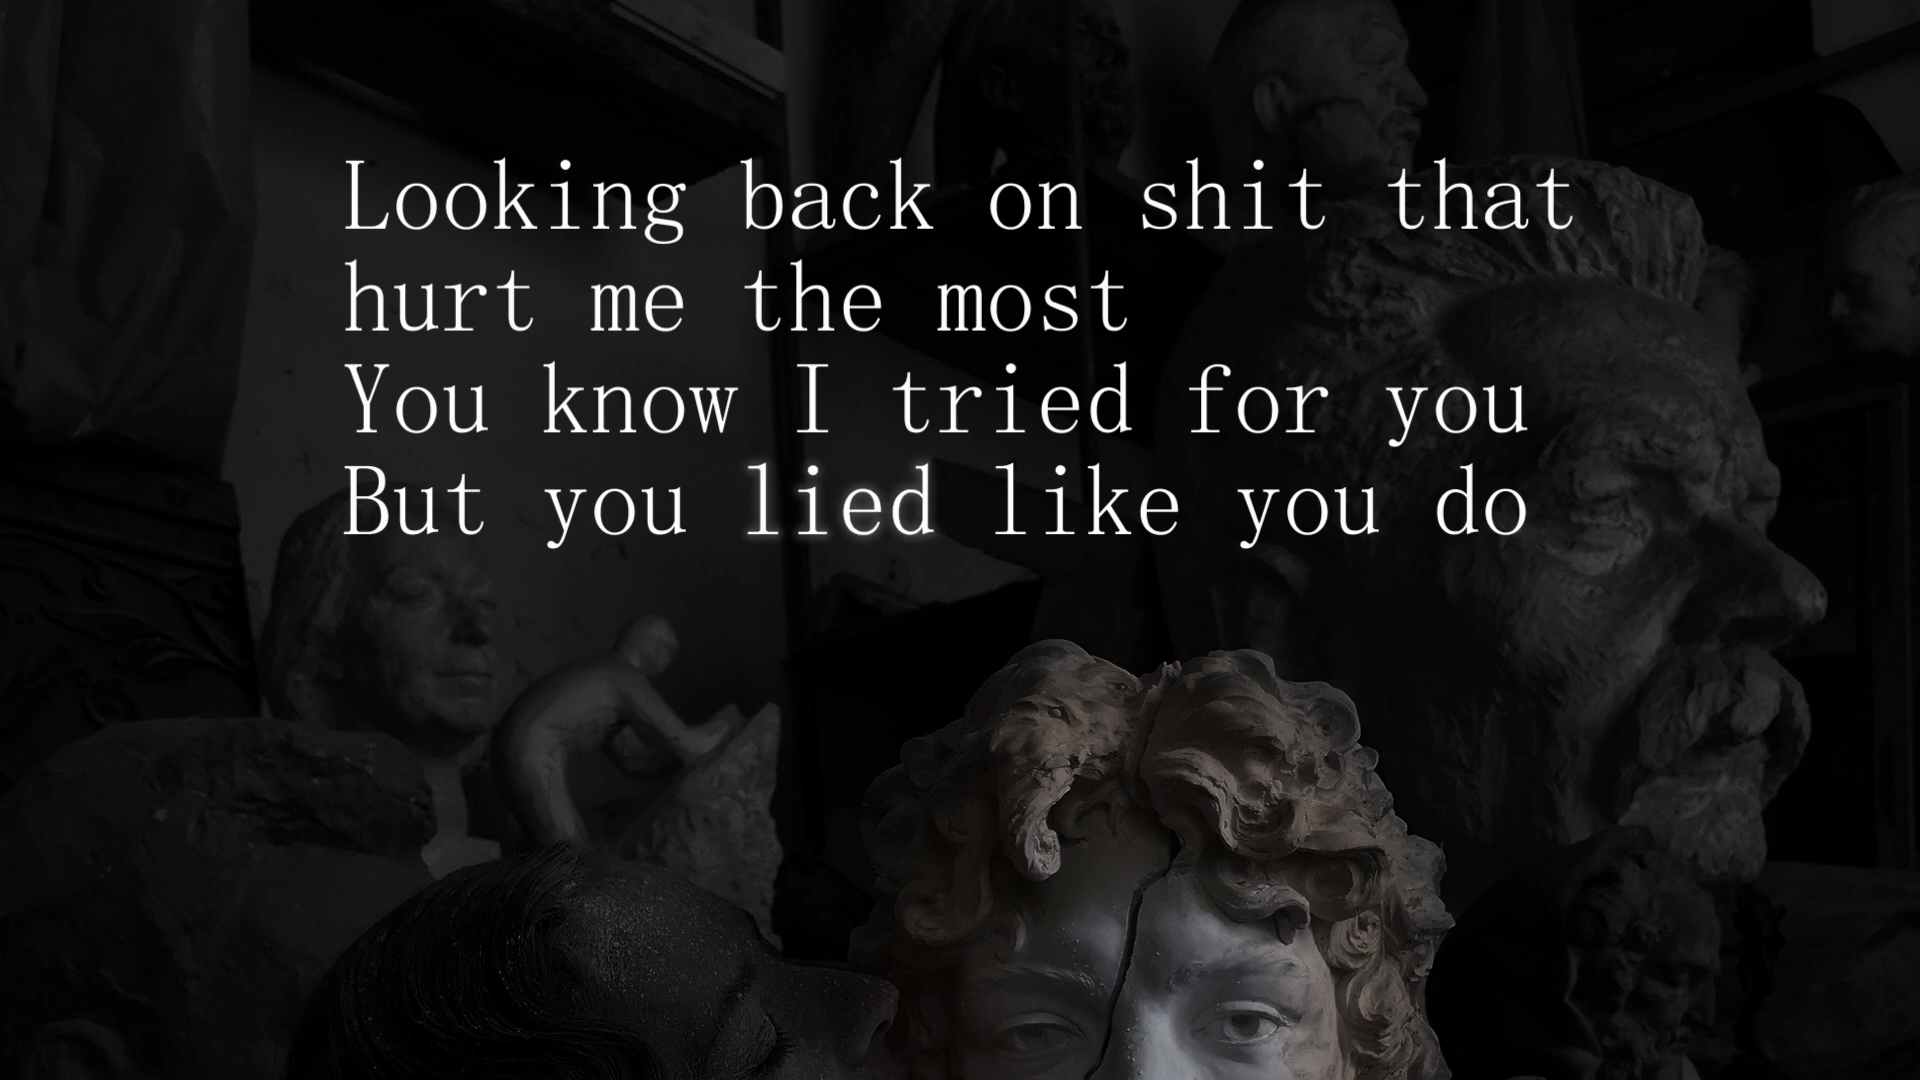 Looking back on shit that
hurt me the most
You know I tried for you
But you lied like you do